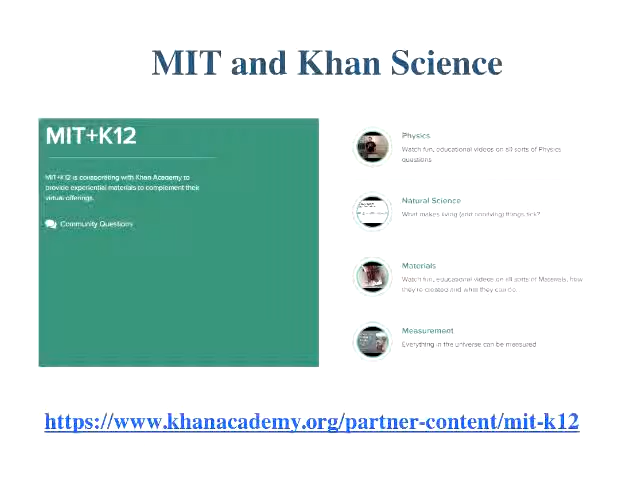 MIT and Khan Science
MIT+K12
MIT+K12 is collaborating with Khan Academy to
provide experiential materials to complement their
virtual offerings.
Community Questions
Physics
Watch fun, educational videos on all sorts of Physics
questions
Natural Science
What makes living (and nonliving) things tick?
Materials
Watch fun, educational videos on all sorts of Materials, how
they're created and what they can do
Measurement
Everything in the universe can be measured
https://www.khanacademy.org/partner-content/mit-k12